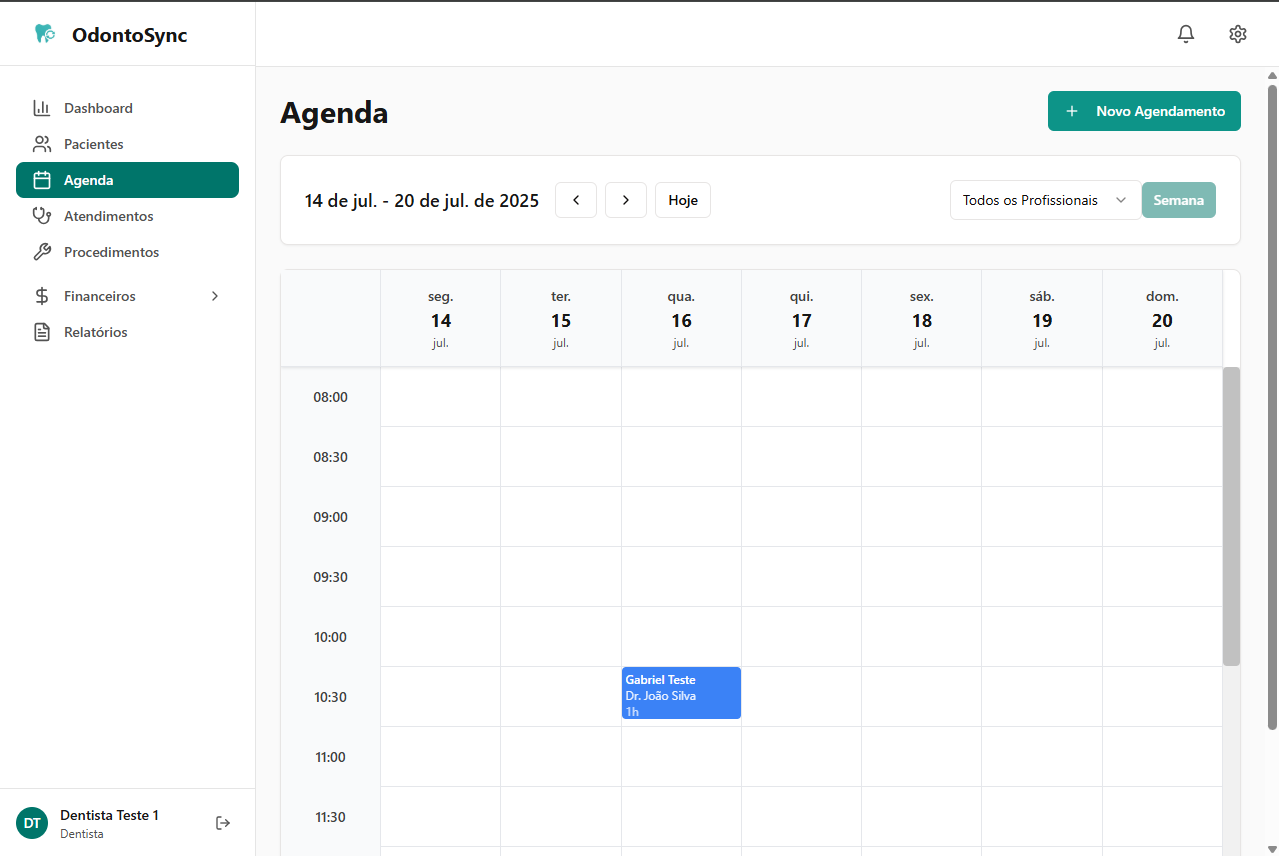 OdontoSync
Dashboard
Pacientes
Agenda
Atendimentos
Procedimentos
Financeiros
Relatórios
DT
Dentista Teste 1
Dentista
Agenda
Novo Agendamento
14 de jul. - 20 de jul. de 2025
Hoje
Todos os Profissionais
Semana
seg. ter. qua. qui. sex. sáb. dom.
14 15 16 17 18 19 20
jul. jul. jul. jul. jul. jul. jul.
08:00
08:30
09:00
09:30
10:00
10:30
Gabriel Teste
Dr. João Silva
1h
11:00
11:30